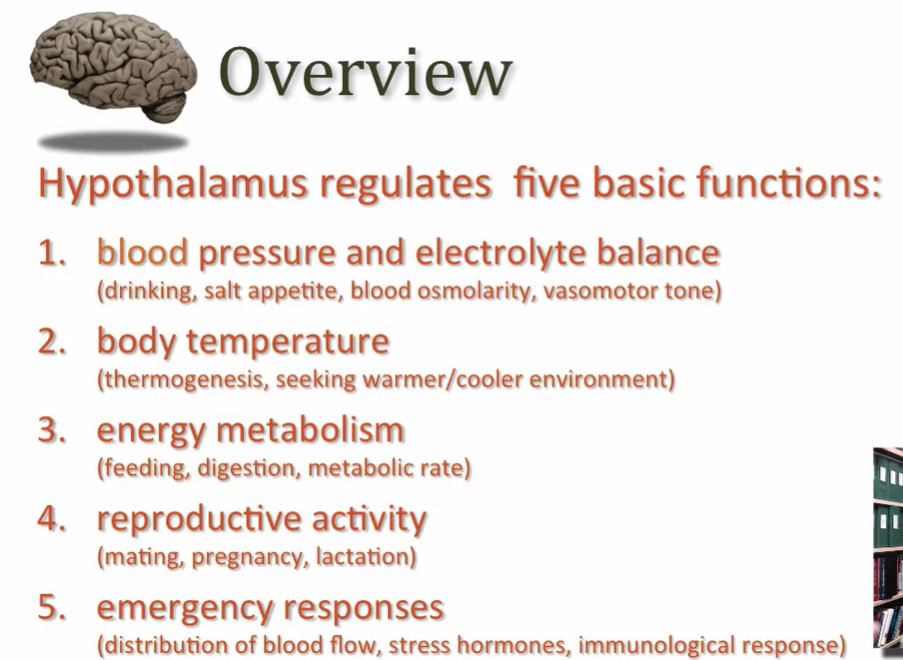 Overview
Hypothalamus regulates five basic functions:
1. blood pressure and electrolyte balance
(drinking, salt appetite, blood osmolarity, vasomotor tone)
2. body temperature
(thermogenesis, seeking warmer/cooler environment)
3. energy metabolism
(feeding, digestion, metabolic rate)
4. reproductive activity
(mating, pregnancy, lactation)
5. emergency responses
(distribution of blood flow, stress hormones, immunological response)